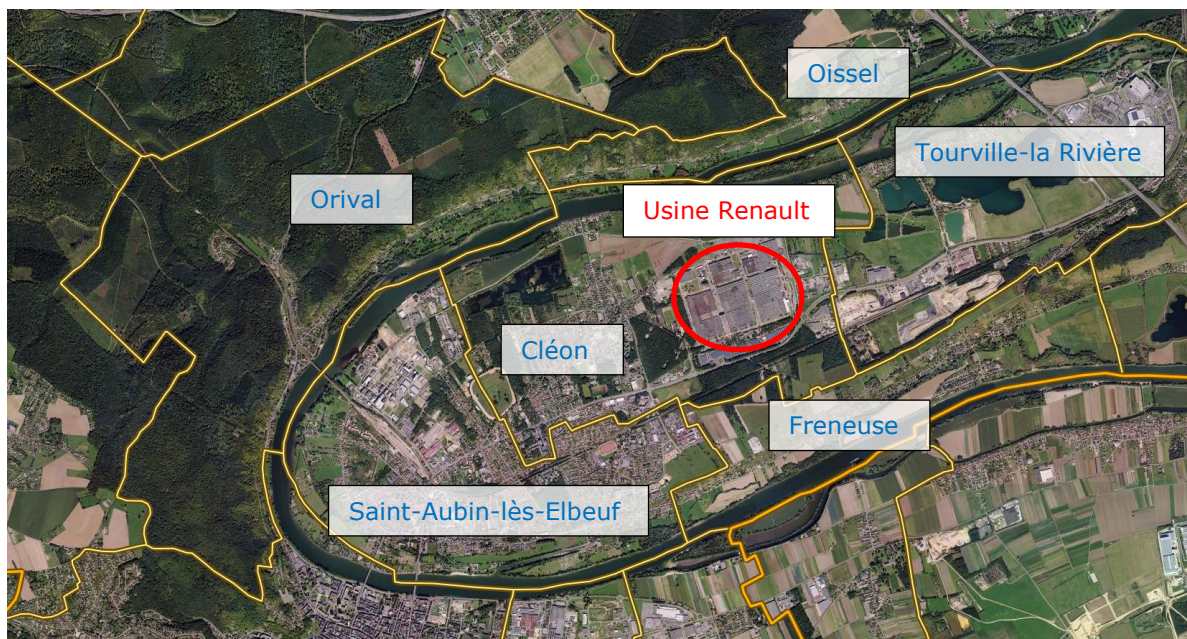 Oissel
Tourville-la Rivière
Orival
Usine Renault
Cléon
Freneuse
Saint-Aubin-lès-Elbeuf